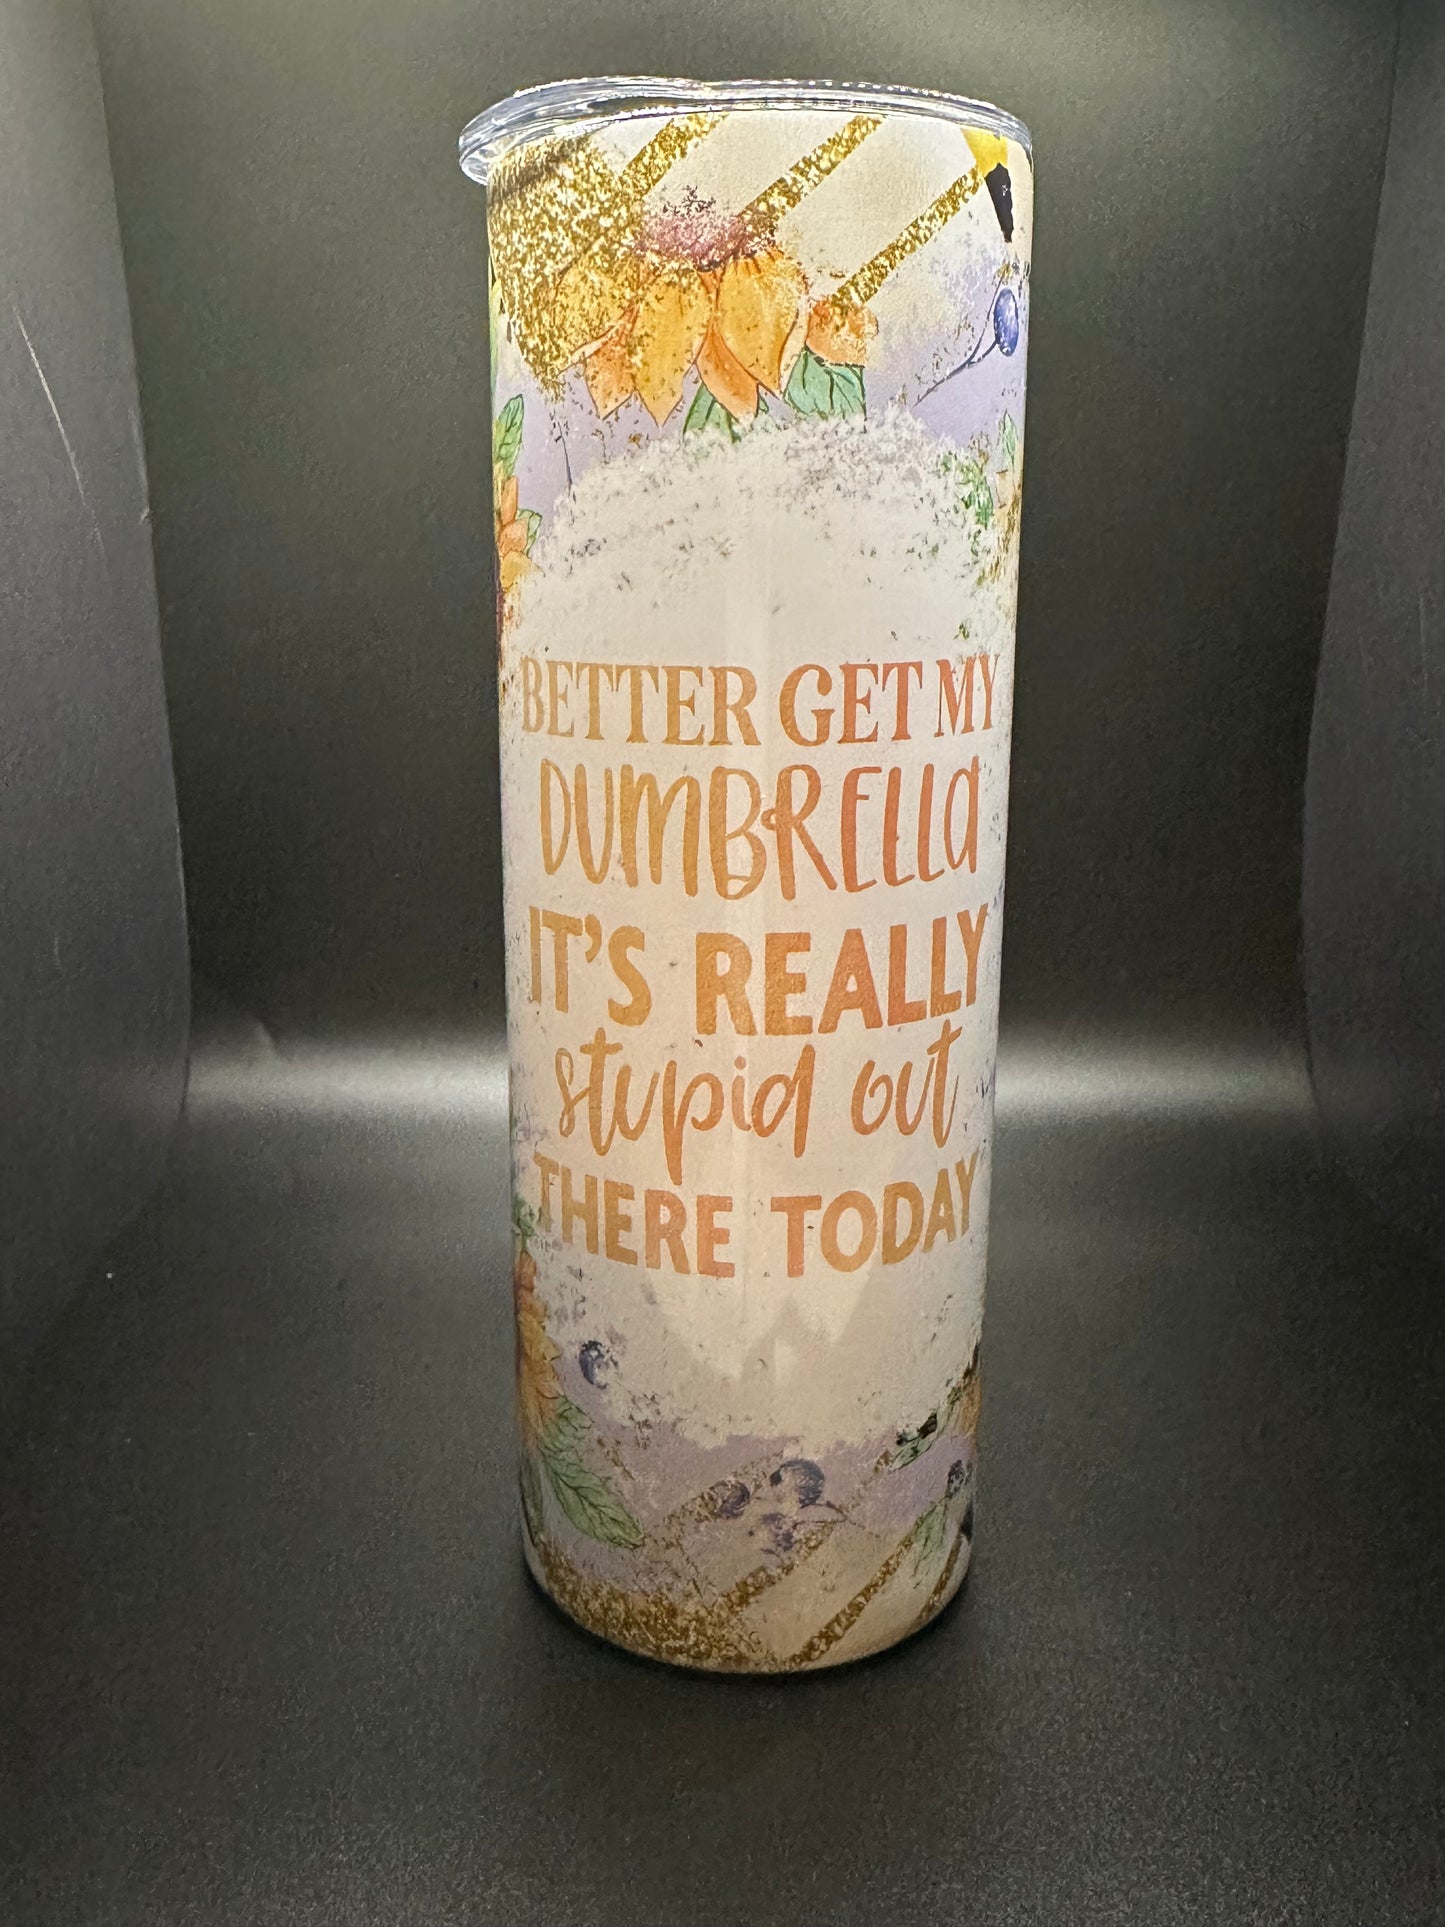 BETTER GET MY
DUMBRELLA
IT'S REALLY
stupid out
THERE TODAY